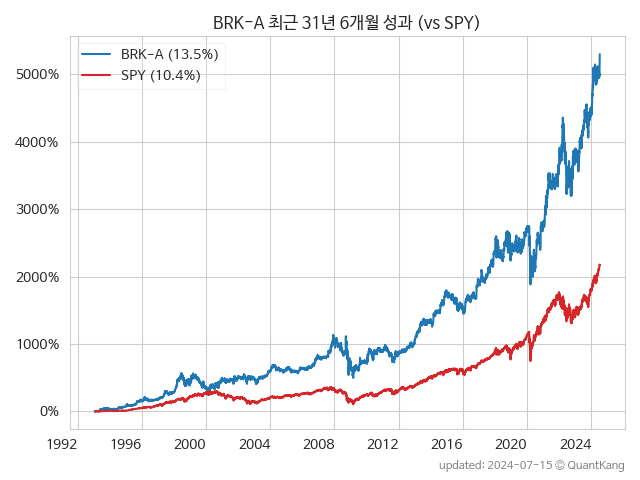 BRK-A 최근 31년 6개월 성과 (vs SPY)
BRK-A (13.5%)
SPY (10.4%)
5000%
4000%
3000%
2000%
1000%
0%
1992 1996 2000 2004 2008 2012 2016 2020 2024
updated: 2024-07-15 © QuantKang